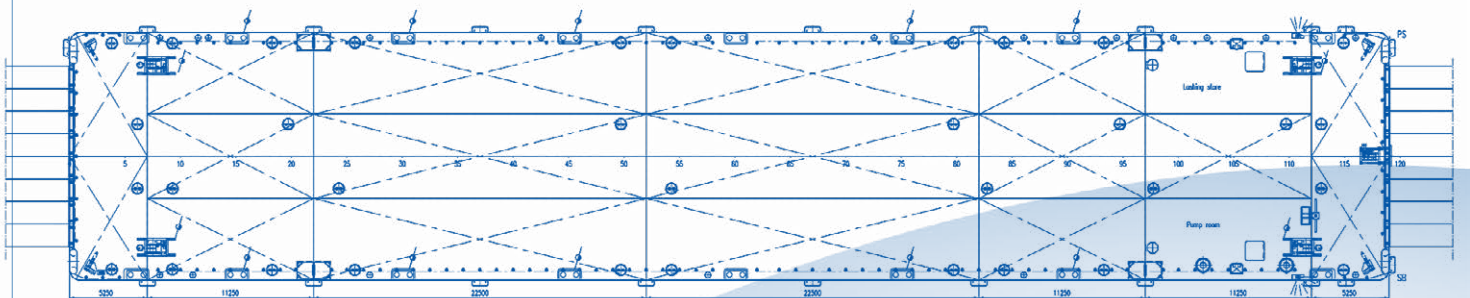 PS
Lashing store
5 10 15 20 25 30 35 40 45 50 55 60 65 70 75 80 85 90 95 100 105 110 115 120
Pump room
SB
5250 11250 22500 22500 11250 11250 5250